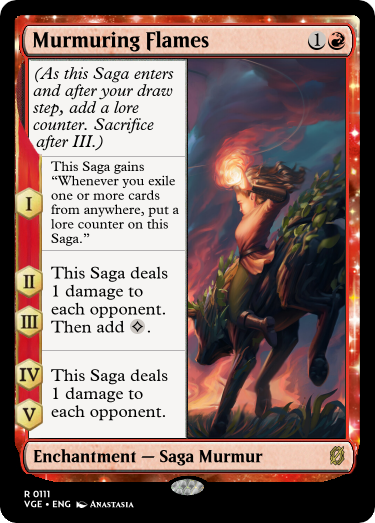 Murmuring Flames
1
(As this Saga enters
and after your draw
step, add a lore
counter. Sacrifice
after III.)
I
This Saga gains
“Whenever you exile
one or more cards
from anywhere, put a
lore counter on this
Saga.”
II
III
This Saga deals
1 damage to
each opponent.
Then add
.
IV
V
This Saga deals
1 damage to
each opponent.
Enchantment — Saga Murmur
R 0111
VGE • ENG Anastasia